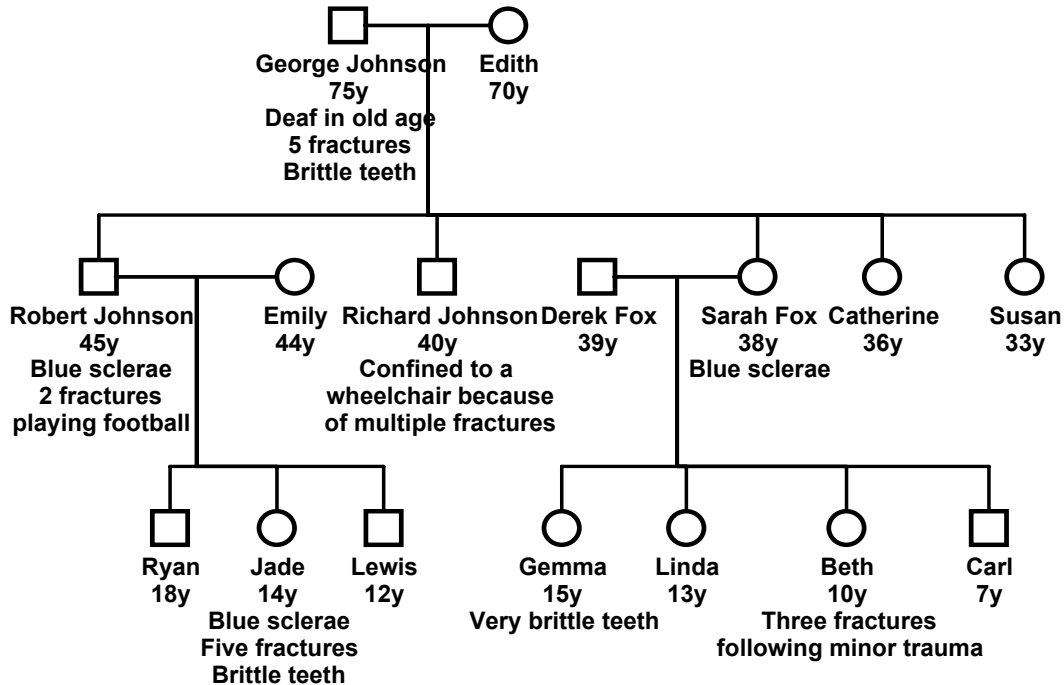 George Johnson
75y
Deaf in old age
5 fractures
Brittle teeth
Edith
70y
Robert Johnson
45y
Blue sclerae
2 fractures
playing football
Emily
44y
Richard Johnson
40y
Confined to a
wheelchair because
of multiple fractures
Derek Fox
39y
Sarah Fox
38y
Blue sclerae
Catherine
36y
Susan
33y
Ryan
18y
Jade
14y
Blue sclerae
Five fractures
Brittle teeth
Lewis
12y
Gemma
15y
Very brittle teeth
Linda
13y
Beth
10y
Three fractures
following minor trauma
Carl
7y